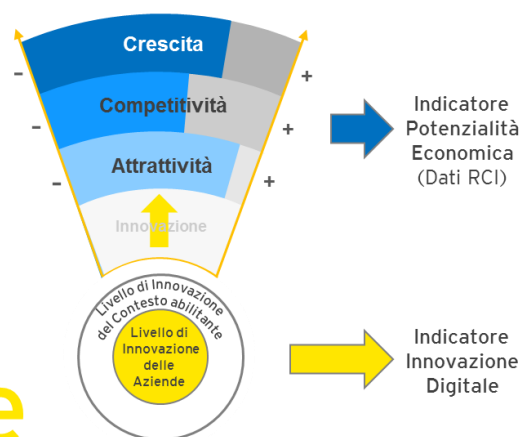 Crescita
- +
Competitività
- +
Attrattività
- +
Innovazione
Indicatore
Potenzialità
Economica
(Dati RCI)
Livello di Innovazione
del Contesto abilitante
Livello di
Innovazione
delle
Aziende
Indicatore
Innovazione
Digitale
e